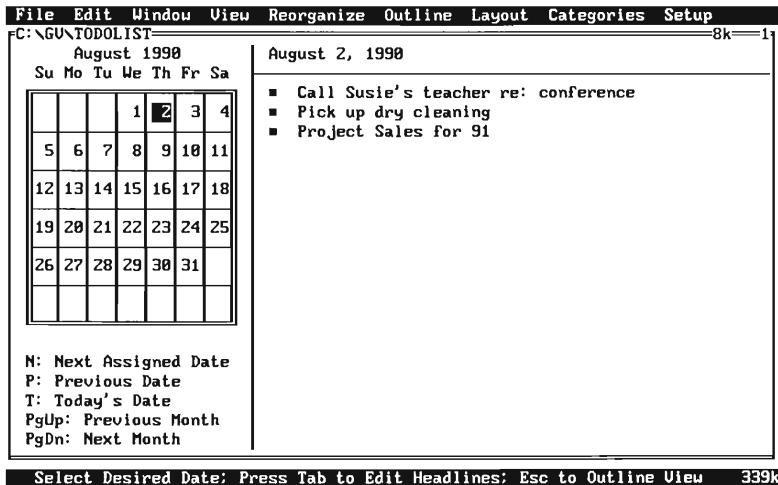 File Edit Window View Reorganize Outline Layout Categories Setup
C:\GV\TODOLIST 8k 1
August 1990
Su Mo Tu We Th Fr Sa
1 2 3 4
5 6 7 8 9 10 11
12 13 14 15 16 17 18
19 20 21 22 23 24 25
26 27 28 29 30 31
N: Next Assigned Date
P: Previous Date
T: Today's Date
PgUp: Previous Month
PgDn: Next Month
August 2, 1990
▪ Call Susie's teacher re: conference
▪ Pick up dry cleaning
▪ Project Sales for 91
Select Desired Date; Press Tab to Edit Headlines; Esc to Outline View 339k